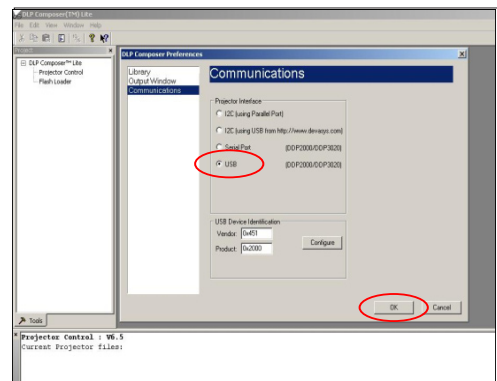 DLP Composer(TM) Lite
File Edit View Window Help
Project
DLP Composer™ Lite
Projector Control
Flash Loader
Tools
DLP Composer Preferences
Library
Output Window
Communications
Communications
Projector Interface
I2C (using Parallel Port)
I2C (using USB from http://www.devasys.com)
Serial Port (DDP2000/DDP3020)
USB (DDP2000/DDP3020)
USB Device Identification
Vendor: 0x451
Product: 0x2000
Configure
OK Cancel
Projector Control : V6.5
Current Projector files: